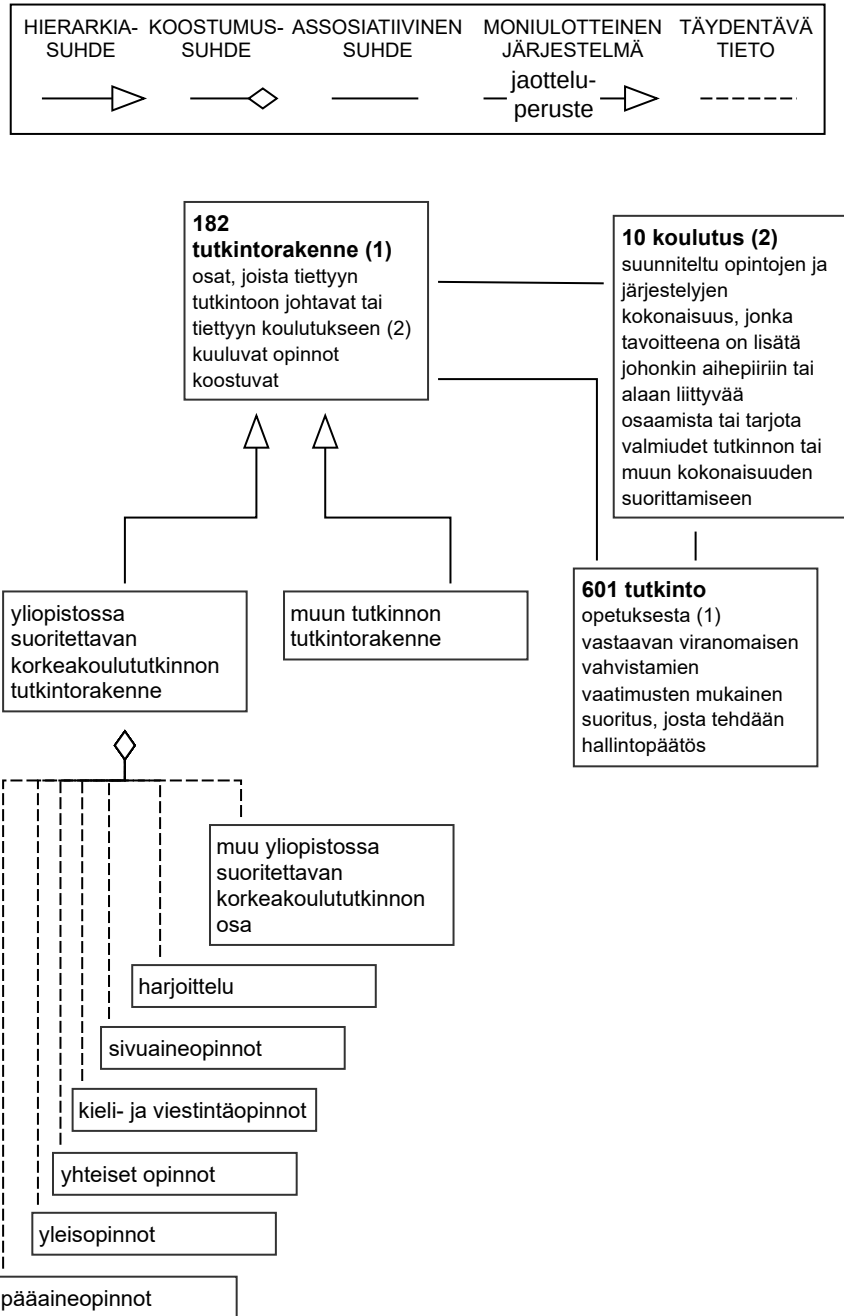 HIERARKIA-
SUHDE
KOOSTUMUS-
SUHDE
ASSOSIATIIVINEN
SUHDE
MONIULOTTEINEN
JÄRJESTELMÄ
TÄYDENTÄVÄ
TIETO
jaottelu-
peruste
182
tutkintorakenne (1)
osat, joista tiettyyn
tutkintoon johtavat tai
tiettyyn koulutukseen (2)
kuuluvat opinnot
koostuvat
10 koulutus (2)
suunniteltu opintojen ja
järjestelyjen
kokonaisuus, jonka
tavoitteena on lisätä
johonkin aihepiiriin tai
alaan liittyvää
osaamista tai tarjota
valmiudet tutkinnon tai
muun kokonaisuuden
suorittamiseen
yliopistossa
suoritettavan
korkeakoulututkinnon
tutkintorakenne
muun tutkinnon
tutkintorakenne
601 tutkinto
opetuksesta (1)
vastaavan viranomaisen
vahvistamien
vaatimusten mukainen
suoritus, josta tehdään
hallintopäätös
muu yliopistossa
suoritettavan
korkeakoulututkinnon
osa
harjoittelu
sivuaineopinnot
kieli- ja viestintäopinnot
yhteiset opinnot
yleisopinnot
pääaineopinnot